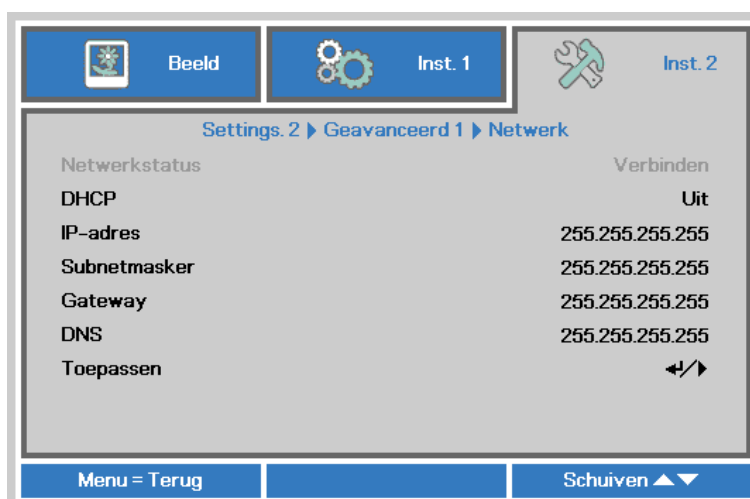 Beeld
Inst. 1
Inst. 2
Settings. 2 ▶ Geavanceerd 1 ▶ Netwerk
Netwerkstatus Verbinden
DHCP Uit
IP-adres 255.255.255.255
Subnetmasker 255.255.255.255
Gateway 255.255.255.255
DNS 255.255.255.255
Toepassen ↵/▶
Menu = Terug
Schuiven ▲▼